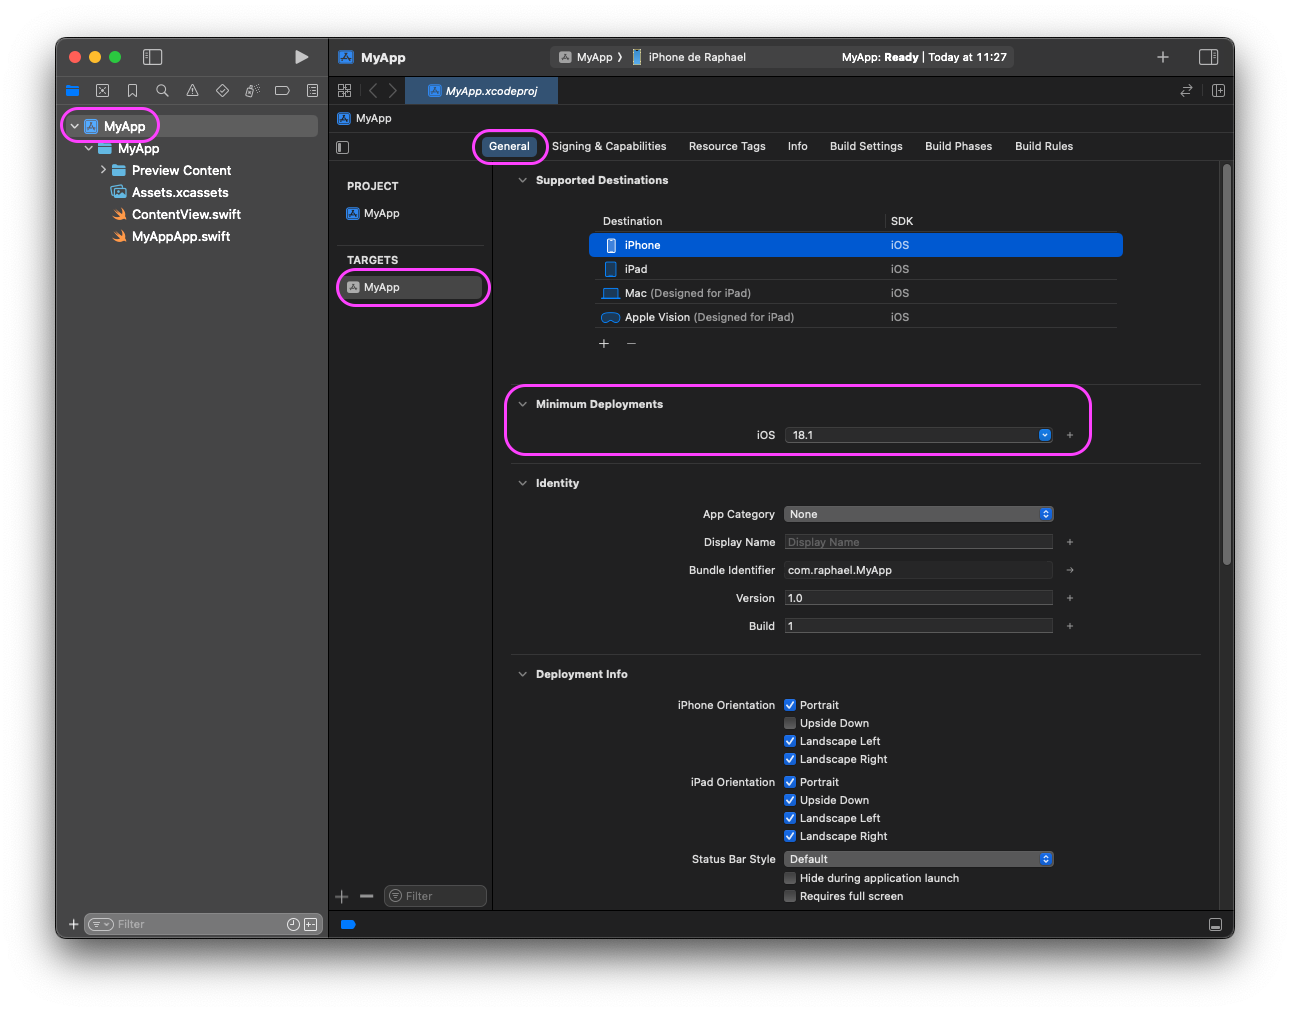 MyApp
MyApp ❭ iPhone de Raphael
MyApp: Ready | Today at 11:27
MyApp.xcodeproj
MyApp
MyApp
MyApp
Preview Content
Assets.xcassets
ContentView.swift
MyAppApp.swift
Filter
General Signing & Capabilities Resource Tags Info Build Settings Build Phases Build Rules
PROJECT
MyApp
TARGETS
MyApp
Filter
Supported Destinations
Destination SDK
iPhone iOS
iPad iOS
Mac (Designed for iPad) iOS
Apple Vision (Designed for iPad) iOS
Minimum Deployments
iOS 18.1
Identity
App Category None
Display Name Display Name
Bundle Identifier com.raphael.MyApp
Version 1.0
Build 1
Deployment Info
iPhone Orientation Portrait
Upside Down
Landscape Left
Landscape Right
iPad Orientation Portrait
Upside Down
Landscape Left
Landscape Right
Status Bar Style Default
Hide during application launch
Requires full screen